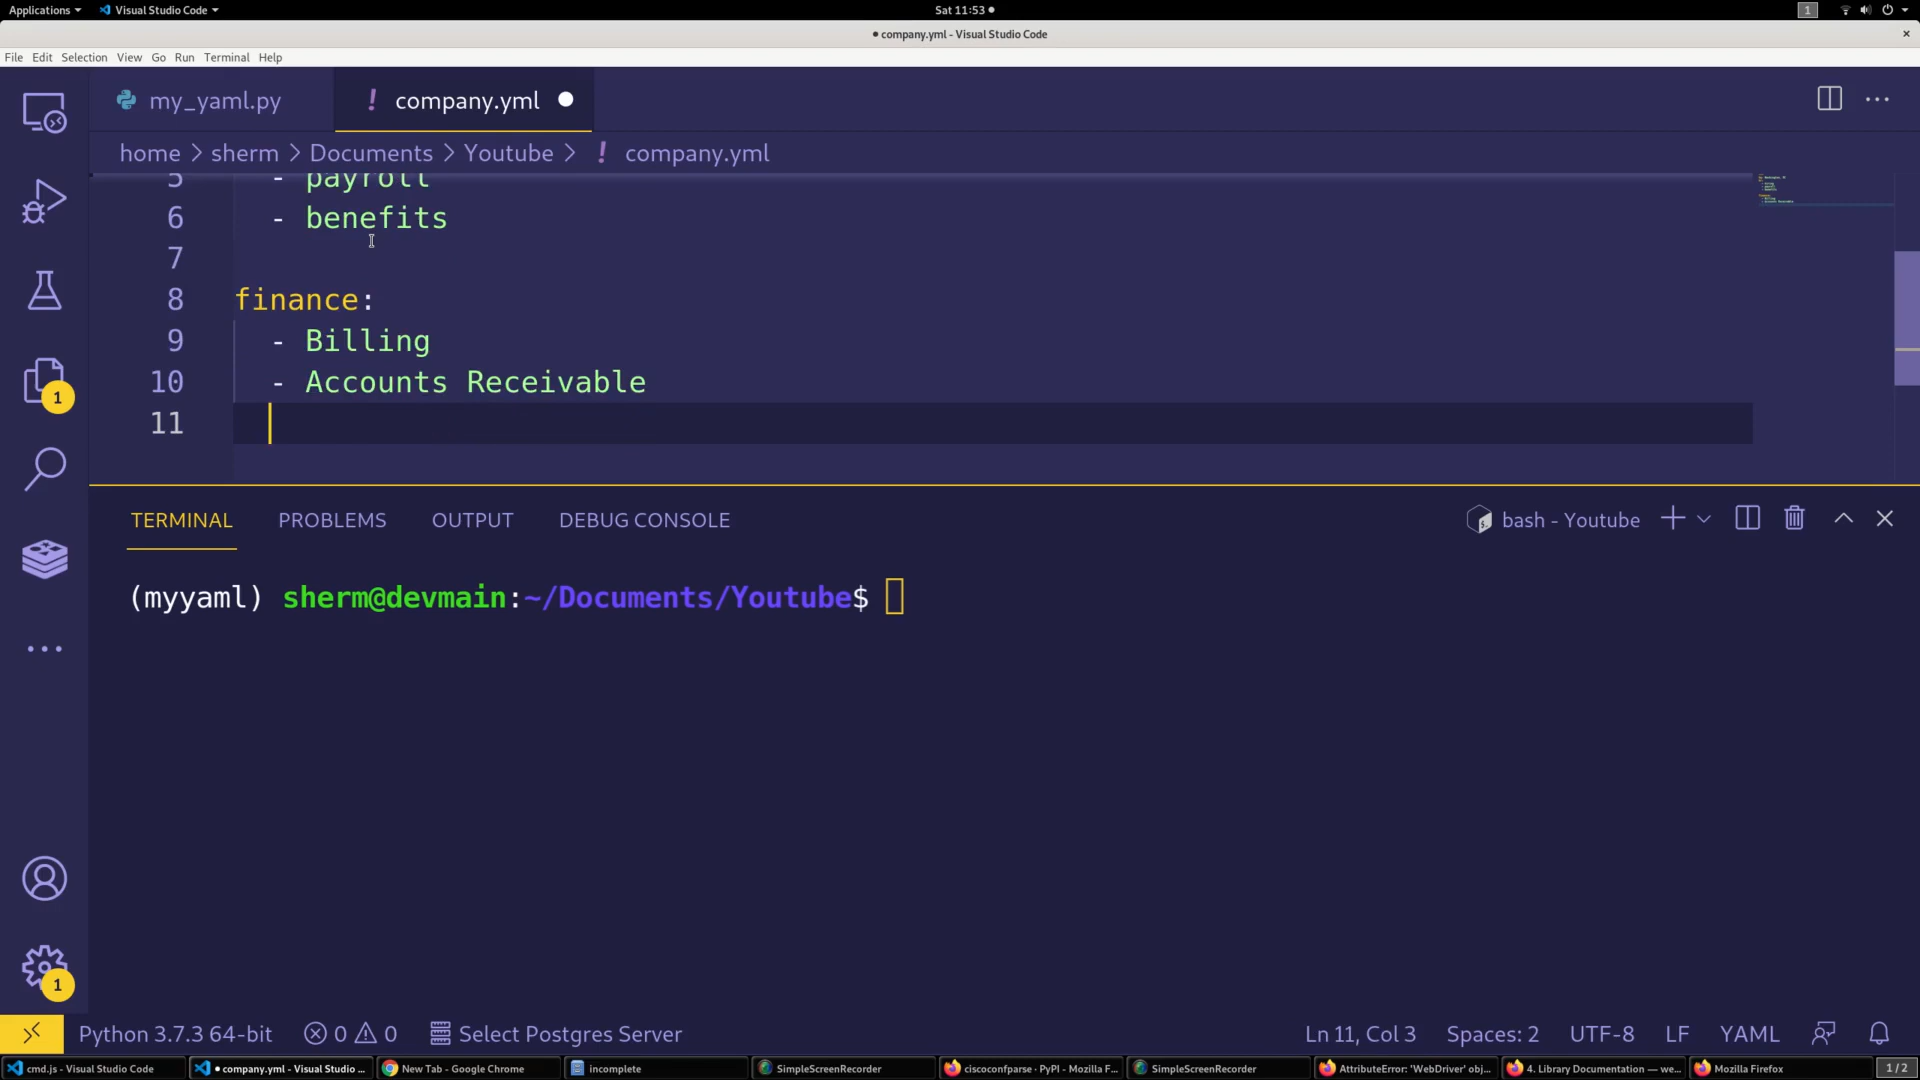 Applications Visual Studio Code Sat 11:53 1
company.yml - Visual Studio Code
File Edit Selection View Go Run Terminal Help
my_yaml.py ! company.yml
home > sherm > Documents > Youtube > ! company.yml
5 - payroll
6 - benefits
7
8 finance:
9 - Billing
10 - Accounts Receivable
11
1
TERMINAL PROBLEMS OUTPUT DEBUG CONSOLE bash - Youtube
(myyaml) sherm@devmain:~/Documents/Youtube$
1
Python 3.7.3 64-bit 0 0 Select Postgres Server Ln 11, Col 3 Spaces: 2 UTF-8 LF YAML
cmd.js - Visual Studio Code company.yml - Visual Studio ... New Tab - Google Chrome incomplete SimpleScreenRecorder ciscoconfparse · PyPI - Mozilla F... SimpleScreenRecorder AttributeError: 'WebDriver' obj... 4. Library Documentation — we... Mozilla Firefox 1 / 2